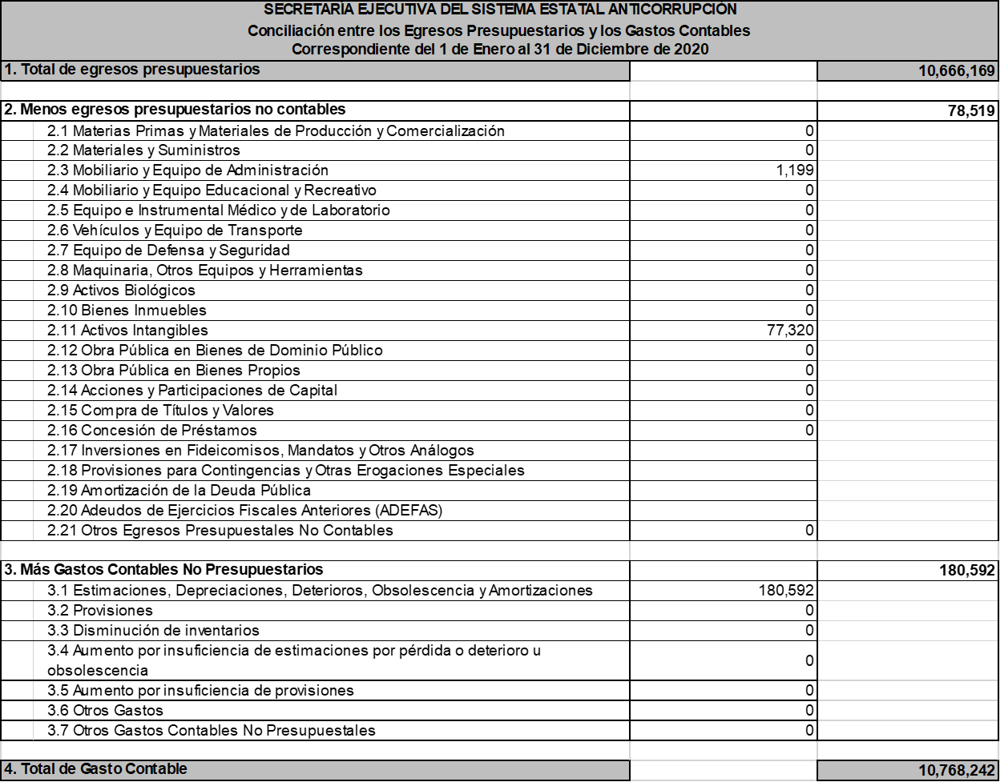 SECRETARÍA EJECUTIVA DEL SISTEMA ESTATAL ANTICORRUPCIÓN
Conciliación entre los Egresos Presupuestarios y los Gastos Contables
Correspondiente del 1 de Enero al 31 de Diciembre de 2020
1. Total de egresos presupuestarios 10,666,169
2. Menos egresos presupuestarios no contables 78,519
2.1 Materias Primas y Materiales de Producción y Comercialización 0
2.2 Materiales y Suministros 0
2.3 Mobiliario y Equipo de Administración 1,199
2.4 Mobiliario y Equipo Educacional y Recreativo 0
2.5 Equipo e Instrumental Médico y de Laboratorio 0
2.6 Vehículos y Equipo de Transporte 0
2.7 Equipo de Defensa y Seguridad 0
2.8 Maquinaria, Otros Equipos y Herramientas 0
2.9 Activos Biológicos 0
2.10 Bienes Inmuebles 0
2.11 Activos Intangibles 77,320
2.12 Obra Pública en Bienes de Dominio Público 0
2.13 Obra Pública en Bienes Propios 0
2.14 Acciones y Participaciones de Capital 0
2.15 Compra de Títulos y Valores 0
2.16 Concesión de Préstamos 0
2.17 Inversiones en Fideicomisos, Mandatos y Otros Análogos
2.18 Provisiones para Contingencias y Otras Erogaciones Especiales
2.19 Amortización de la Deuda Pública
2.20 Adeudos de Ejercicios Fiscales Anteriores (ADEFAS)
2.21 Otros Egresos Presupuestales No Contables 0
3. Más Gastos Contables No Presupuestarios 180,592
3.1 Estimaciones, Depreciaciones, Deterioros, Obsolescencia y Amortizaciones 180,592
3.2 Provisiones 0
3.3 Disminución de inventarios 0
3.4 Aumento por insuficiencia de estimaciones por pérdida o deterioro u
obsolescencia 0
3.5 Aumento por insuficiencia de provisiones 0
3.6 Otros Gastos 0
3.7 Otros Gastos Contables No Presupuestales 0
4. Total de Gasto Contable 10,768,242